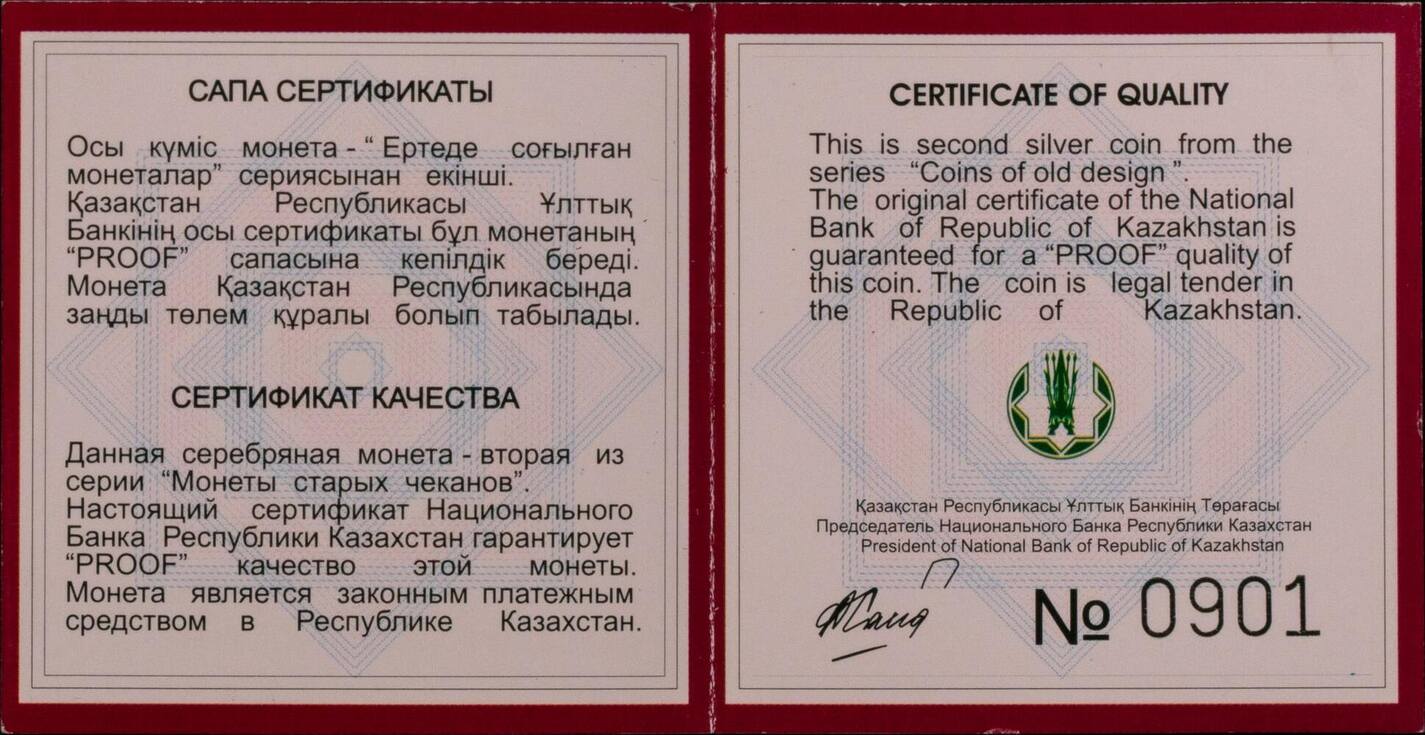 САПА СЕРТИФИКАТЫ
Осы күміс монета - “ Ертеде соғылған
монеталар” сериясынан екінші.
Қазақстан Республикасы Ұлттық
Банкінің осы сертификаты бұл монетаның
“PROOF” сапасына кепілдік береді.
Монета Қазақстан Республикасында
заңды төлем құралы болып табылады.
СЕРТИФИКАТ КАЧЕСТВА
Данная серебряная монета - вторая из
серии “Монеты старых чеканов”.
Настоящий сертификат Национального
Банка Республики Казахстан гарантирует
“PROOF” качество этой монеты.
Монета является законным платежным
средством в Республике Казахстан.
CERTIFICATE OF QUALITY
This is second silver coin from the
series “Coins of old design ”.
The original certificate of the National
Bank of Republic of Kazakhstan is
guaranteed for a “PROOF” quality of
this coin. The coin is legal tender in
the Republic of Kazakhstan.
Қазақстан Республикасы Ұлттық Банкінің Төрағасы
Председатель Национального Банка Республики Казахстан
President of National Bank of Republic of Kazakhstan
№ 0901